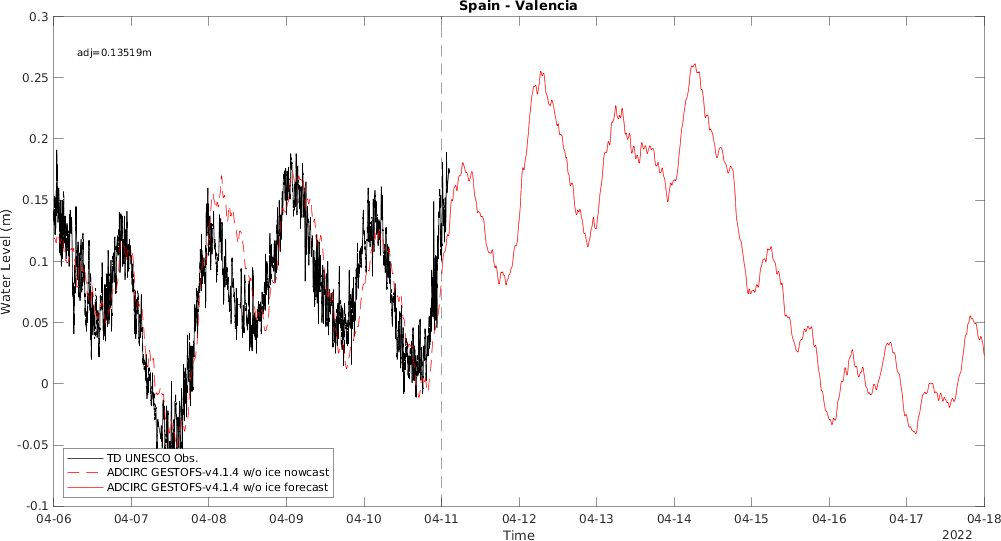 Spain - Valencia
adj=0.13519m
0.3
0.25
0.2
0.15
0.1
0.05
0
-0.05
-0.1
Water Level (m)
TD UNESCO Obs.
ADCIRC GESTOFS-v4.1.4 w/o ice nowcast
ADCIRC GESTOFS-v4.1.4 w/o ice forecast
04-06 04-07 04-08 04-09 04-10 04-11 04-12 04-13 04-14 04-15 04-16 04-17 04-18
Time
2022